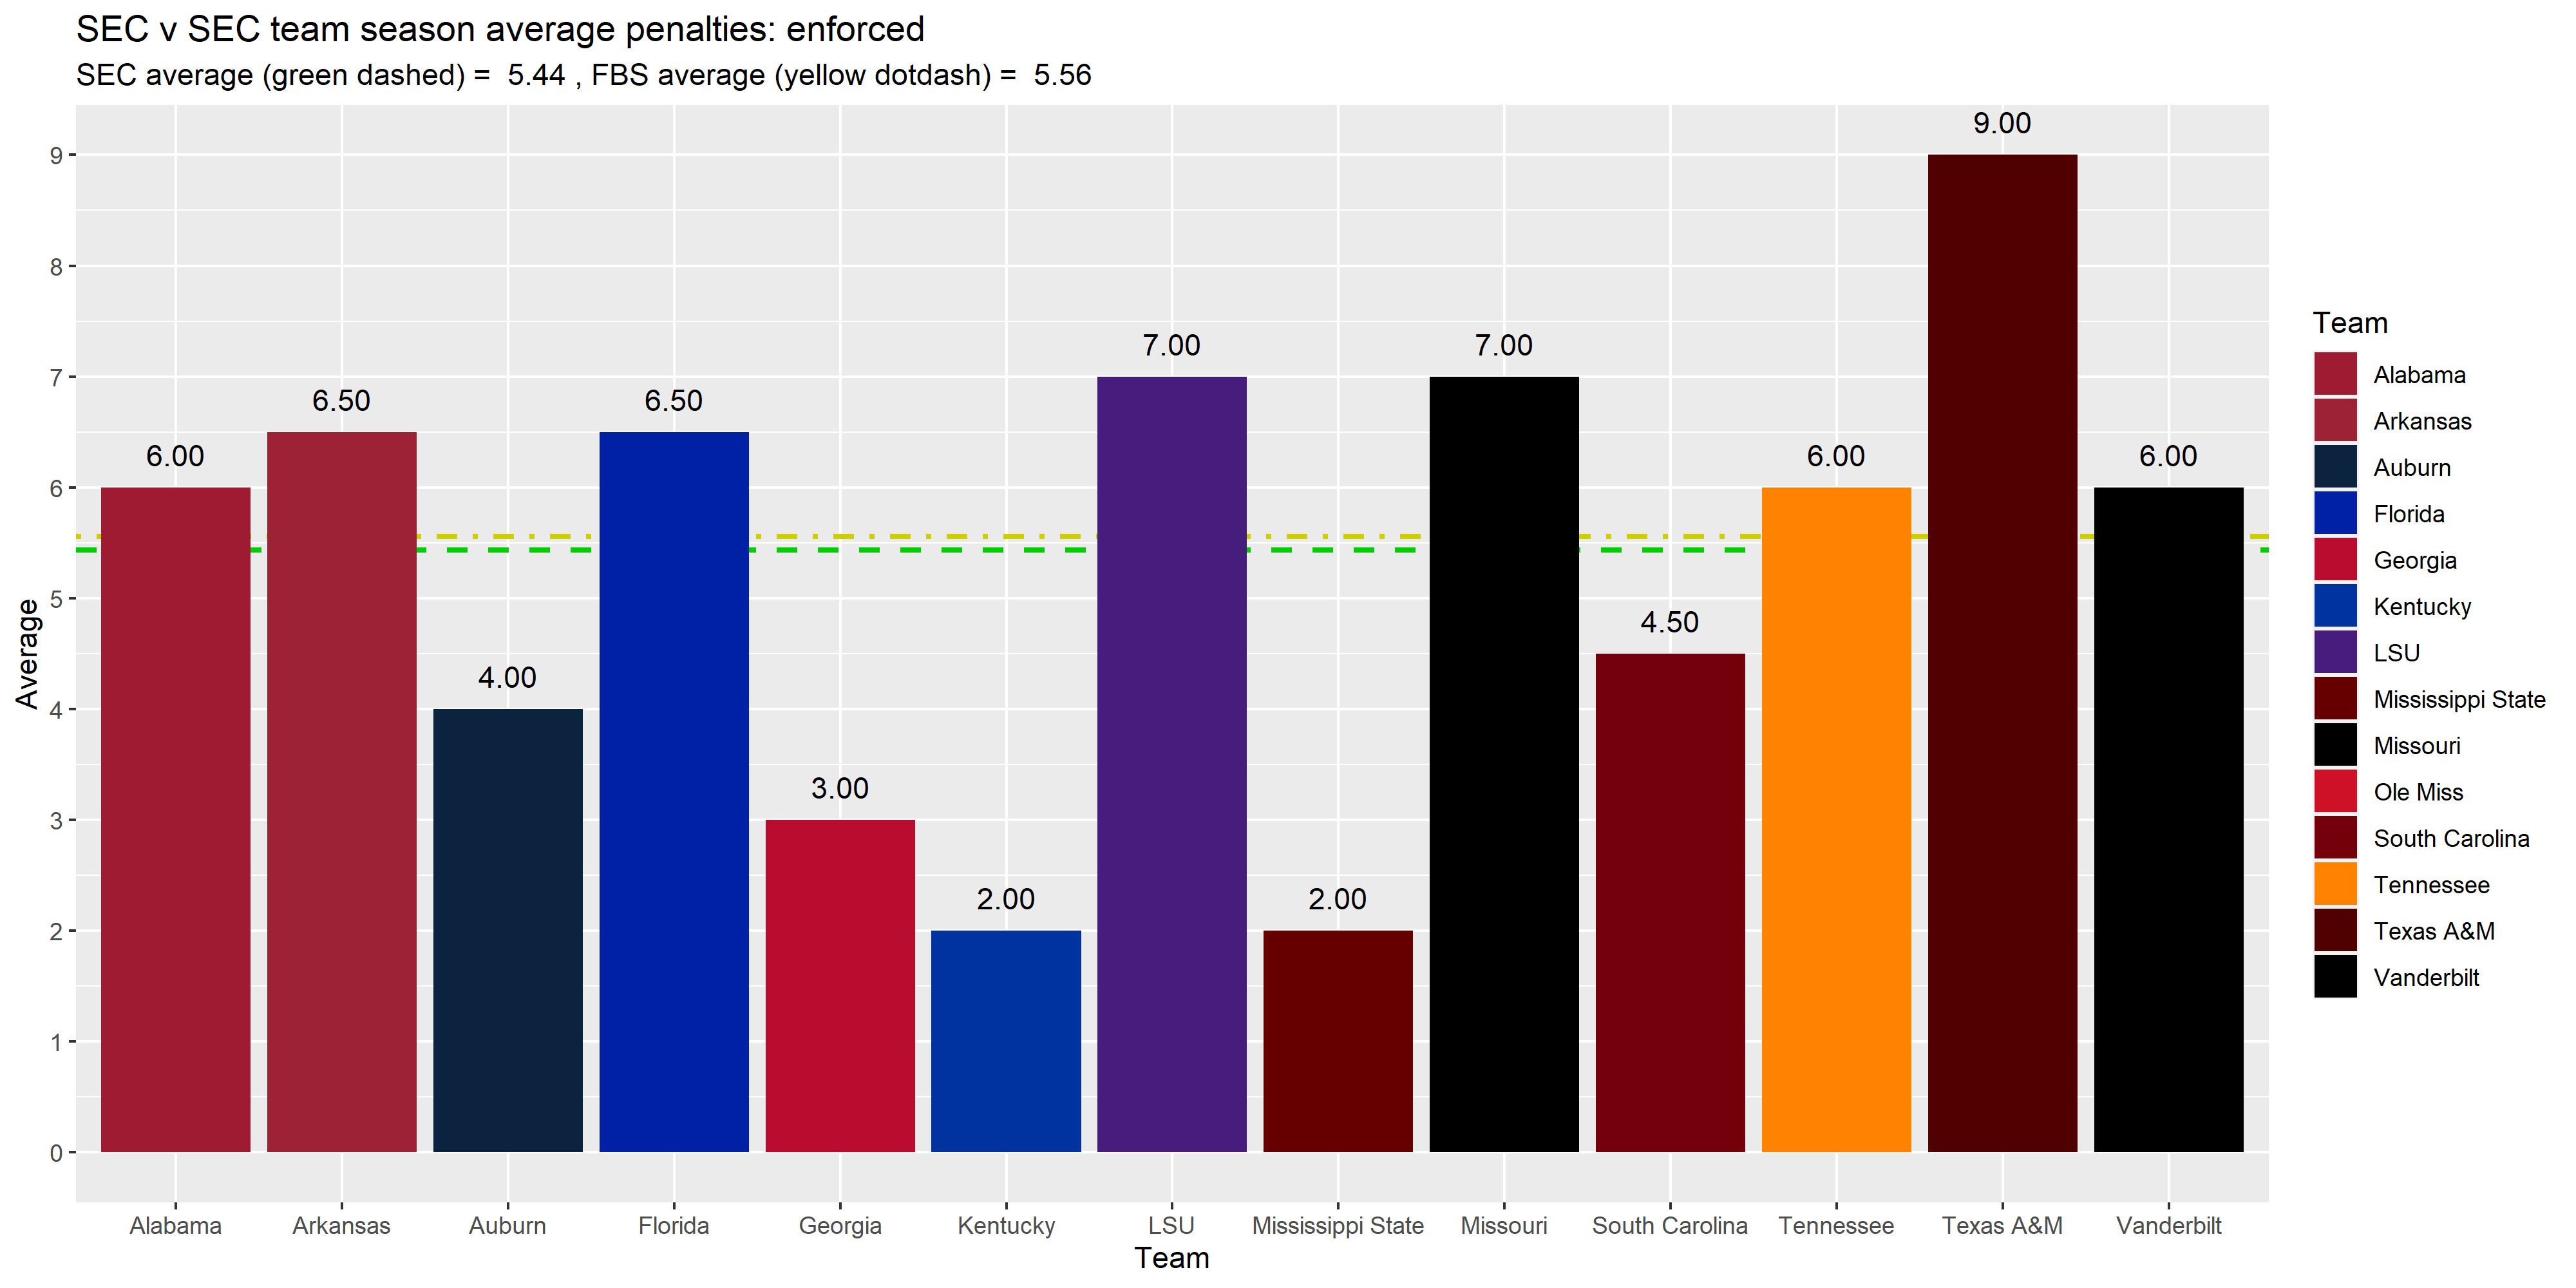 SEC v SEC team season average penalties: enforced
SEC average (green dashed) =  5.44 , FBS average (yellow dotdash) =  5.56
Average
9
8
7
6
5
4
3
2
1
0
6.00
6.50
4.00
6.50
3.00
2.00
7.00
2.00
7.00
4.50
6.00
9.00
6.00
Alabama
Arkansas
Auburn
Florida
Georgia
Kentucky
LSU
Mississippi State
Missouri
South Carolina
Tennessee
Texas A&M
Vanderbilt
Team
Team
Alabama
Arkansas
Auburn
Florida
Georgia
Kentucky
LSU
Mississippi State
Missouri
Ole Miss
South Carolina
Tennessee
Texas A&M
Vanderbilt